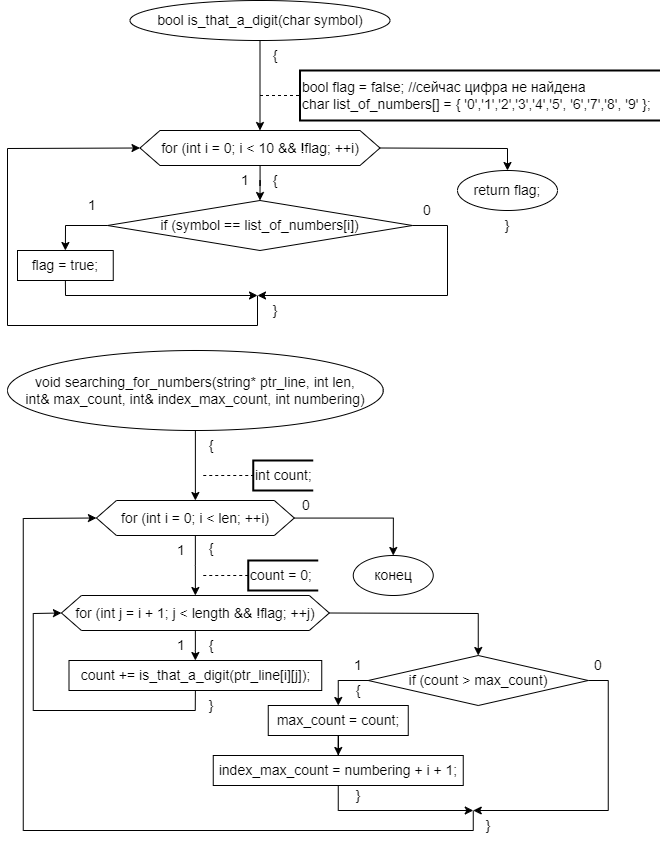 bool is_that_a_digit(char symbol)
{
bool flag = false; //сейчас цифра не найдена
char list_of_numbers[] = { '0','1','2','3','4','5', '6','7','8', '9' };
for (int i = 0; i < 10 && !flag; ++i)
1
{
return flag;
}
1
if (symbol == list_of_numbers[i])
0
flag = true;
}
void searching_for_numbers(string* ptr_line, int len,
int& max_count, int& index_max_count, int numbering)
{
int count;
for (int i = 0; i < len; ++i)
0
1
{
count = 0;
конец
for (int j = i + 1; j < length && !flag; ++j)
1
{
count += is_that_a_digit(ptr_line[i][j]);
}
1
if (count > max_count)
0
{
max_count = count;
index_max_count = numbering + i + 1;
}
}